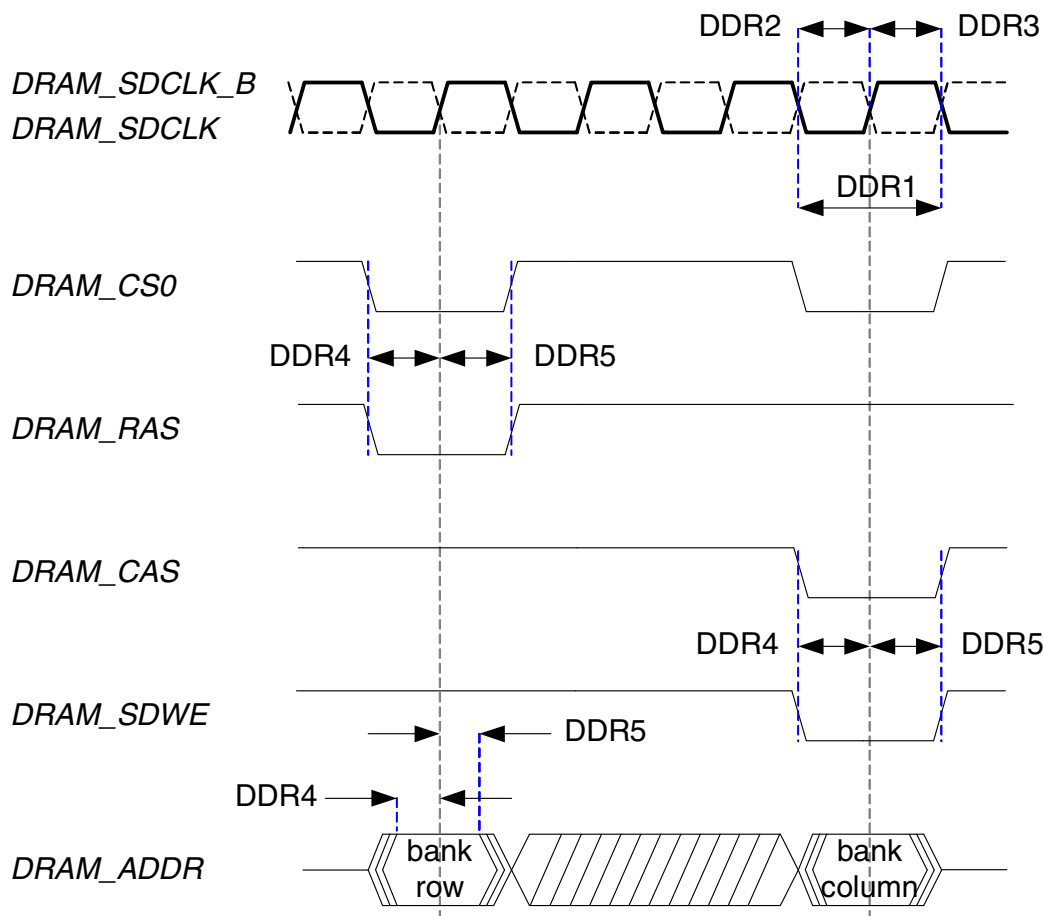 DDR2
DDR3
DRAM_SDCLK_B
DRAM_SDCLK
DDR1
DRAM_CS0
DDR4
DDR5
DRAM_RAS
DRAM_CAS
DDR4
DDR5
DRAM_SDWE
DDR5
DDR4
DRAM_ADDR
bank
row
bank
column